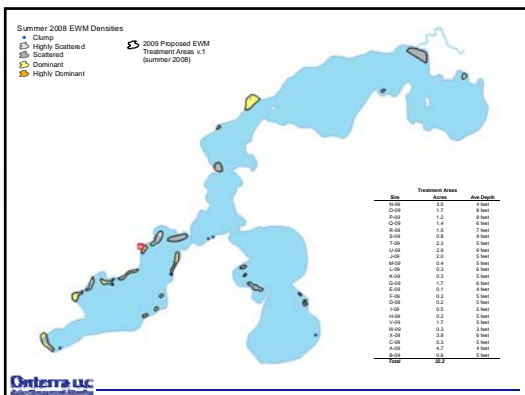 Summer 2008 EWM Densities
Clump
Highly Scattered
Scattered
Dominant
Highly Dominant
2009 Proposed EWM
Treatment Areas v.1
(summer 2008)
Treatment Areas
Site Acres Ave Depth
N-09 3.0 4 feet
O-09 1.7 8 feet
P-09 1.2 8 feet
Q-09 1.4 6 feet
R-09 1.5 7 feet
S-09 0.8 9 feet
T-09 2.3 5 feet
U-09 2.9 9 feet
J-09 2.0 5 feet
M-09 0.4 5 feet
L-09 0.3 6 feet
K-09 0.3 5 feet
G-09 1.7 6 feet
E-09 0.1 4 feet
F-09 0.2 5 feet
D-09 0.2 5 feet
I-09 0.5 5 feet
H-09 0.2 5 feet
V-09 1.7 5 feet
W-09 0.3 3 feet
X-09 3.8 6 feet
C-09 0.3 5 feet
A-09 4.7 4 feet
B-09 0.6 5 feet
Total 32.2
Onterra LLC